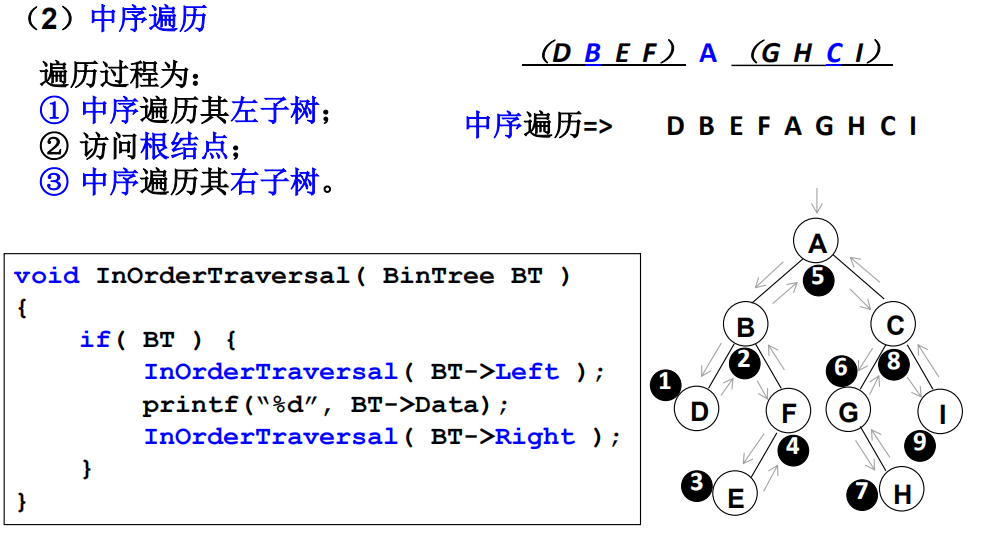 （2）中序遍历
遍历过程为:
① 中序遍历其左子树;
② 访问根结点;
③ 中序遍历其右子树。
（D B E F） A （G H C I）
中序遍历=> D B E F A G H C I
void InOrderTraversal( BinTree BT )
{
    if( BT ) {
        InOrderTraversal( BT->Left );
        printf(“%d”, BT->Data);
        InOrderTraversal( BT->Right );
    }
}
A
5
B
C
2
6
8
1
D
F
G
I
4
9
3
E
7
H